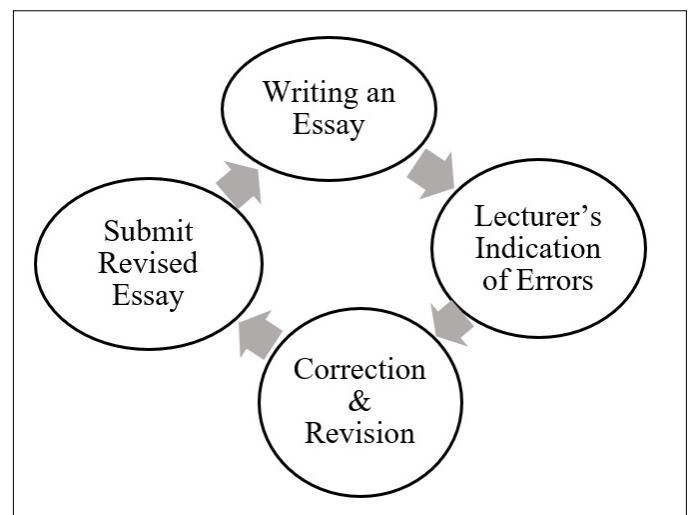 Writing an
Essay
Lecturer’s
Indication
of Errors
Correction
&
Revision
Submit
Revised
Essay